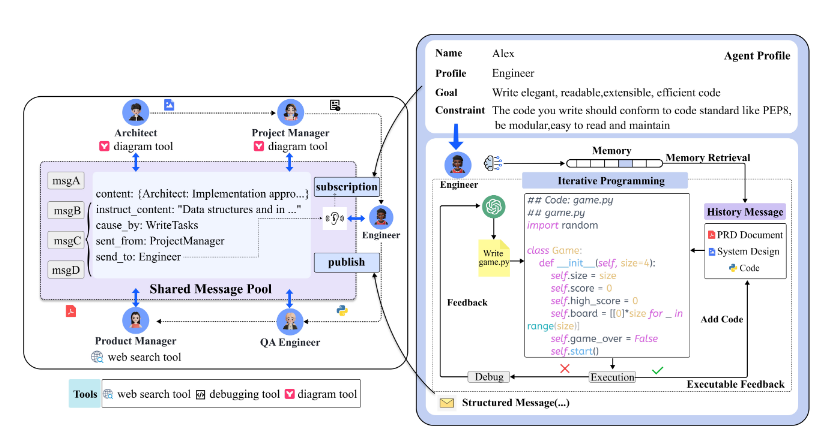 Name Alex
Agent Profile
Profile Engineer
Goal Write elegant, readable,extensible, efficient code
Constraint The code you write should conform to code standard like PEP8,
be modular,easy to read and maintain
Architect
diagram tool
Project Manager
diagram tool
msgA
msgB
msgC
msgD
content: {Architect: Implementation appro...}
instruct_content: "Data structures and in ..."
cause_by: WriteTasks
sent_from: ProjectManager
send_to: Engineer
subscription
Engineer
publish
Shared Message Pool
Product Manager
web search tool
QA Engineer
Tools
web search tool
debugging tool
diagram tool
Engineer
Memory
Memory Retrieval
Iterative Programming
Write
game.py
## Code: game.py
## game.py
import random
class Game:
def __init__(self, size=4):
self.size = size
self.score = 0
self.high_score = 0
self.board = [[0]*size for _ in
range(size)]
self.game_over = False
self.start()
History Message
PRD Document
System Design
Code
Feedback
Add Code
Debug
Execution
Executable Feedback
Structured Message(...)